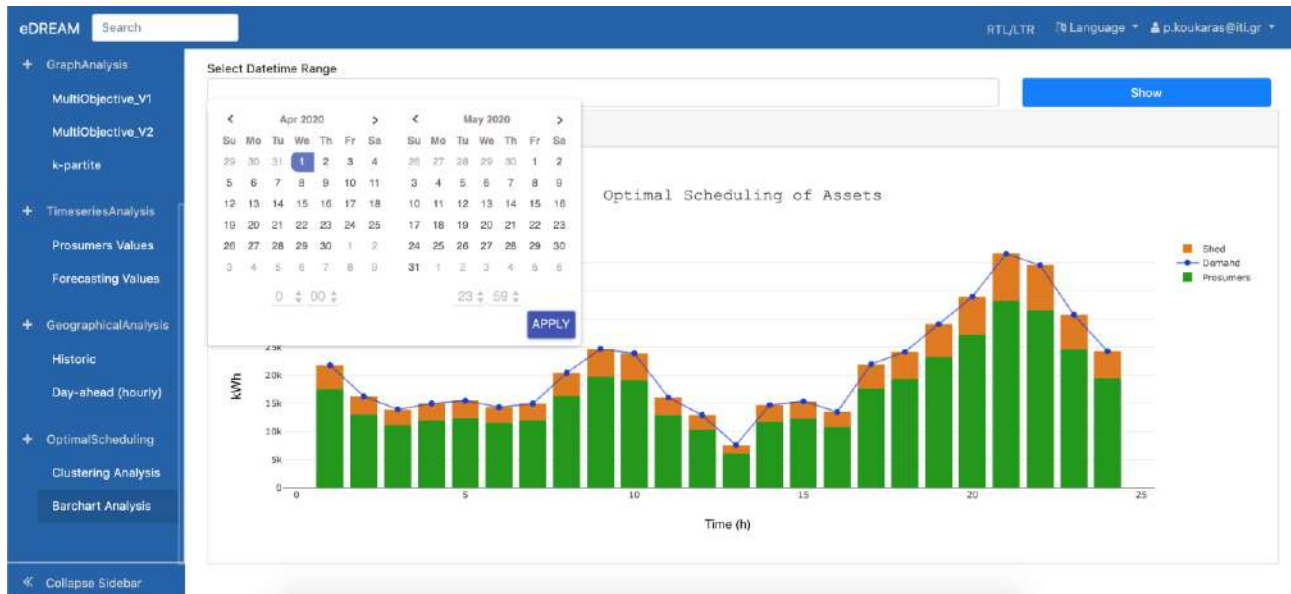 eDREAM Search RTL/LTR Language p.koukaras@iti.gr
+ GraphAnalysis
MultiObjective_V1
MultiObjective_V2
k-partite
+ TimeseriesAnalysis
Prosumers Values
Forecasting Values
+ GeographicalAnalysis
Historic
Day-ahead (hourly)
+ OptimalScheduling
Clustering Analysis
Barchart Analysis
« Collapse Sidebar
Select Datetime Range
Show
< Apr 2020 >
Su Mo Tu We Th Fr Sa
29 30 31 1 2 3 4
5 6 7 8 9 10 11
12 13 14 15 16 17 18
19 20 21 22 23 24 25
26 27 28 29 30 1 2
3 4 5 6 7 8 9
0 00
< May 2020 >
Su Mo Tu We Th Fr Sa
26 27 28 29 30 1 2
3 4 5 6 7 8 9
10 11 12 13 14 15 16
17 18 19 20 21 22 23
24 25 26 27 28 29 30
31 1 2 3 4 5 6
23 59
APPLY
Optimal Scheduling of Assets
Shed
Demand
Prosumers
kWh
25k
20k
15k
10k
5k
0
0 5 10 15 20 25
Time (h)